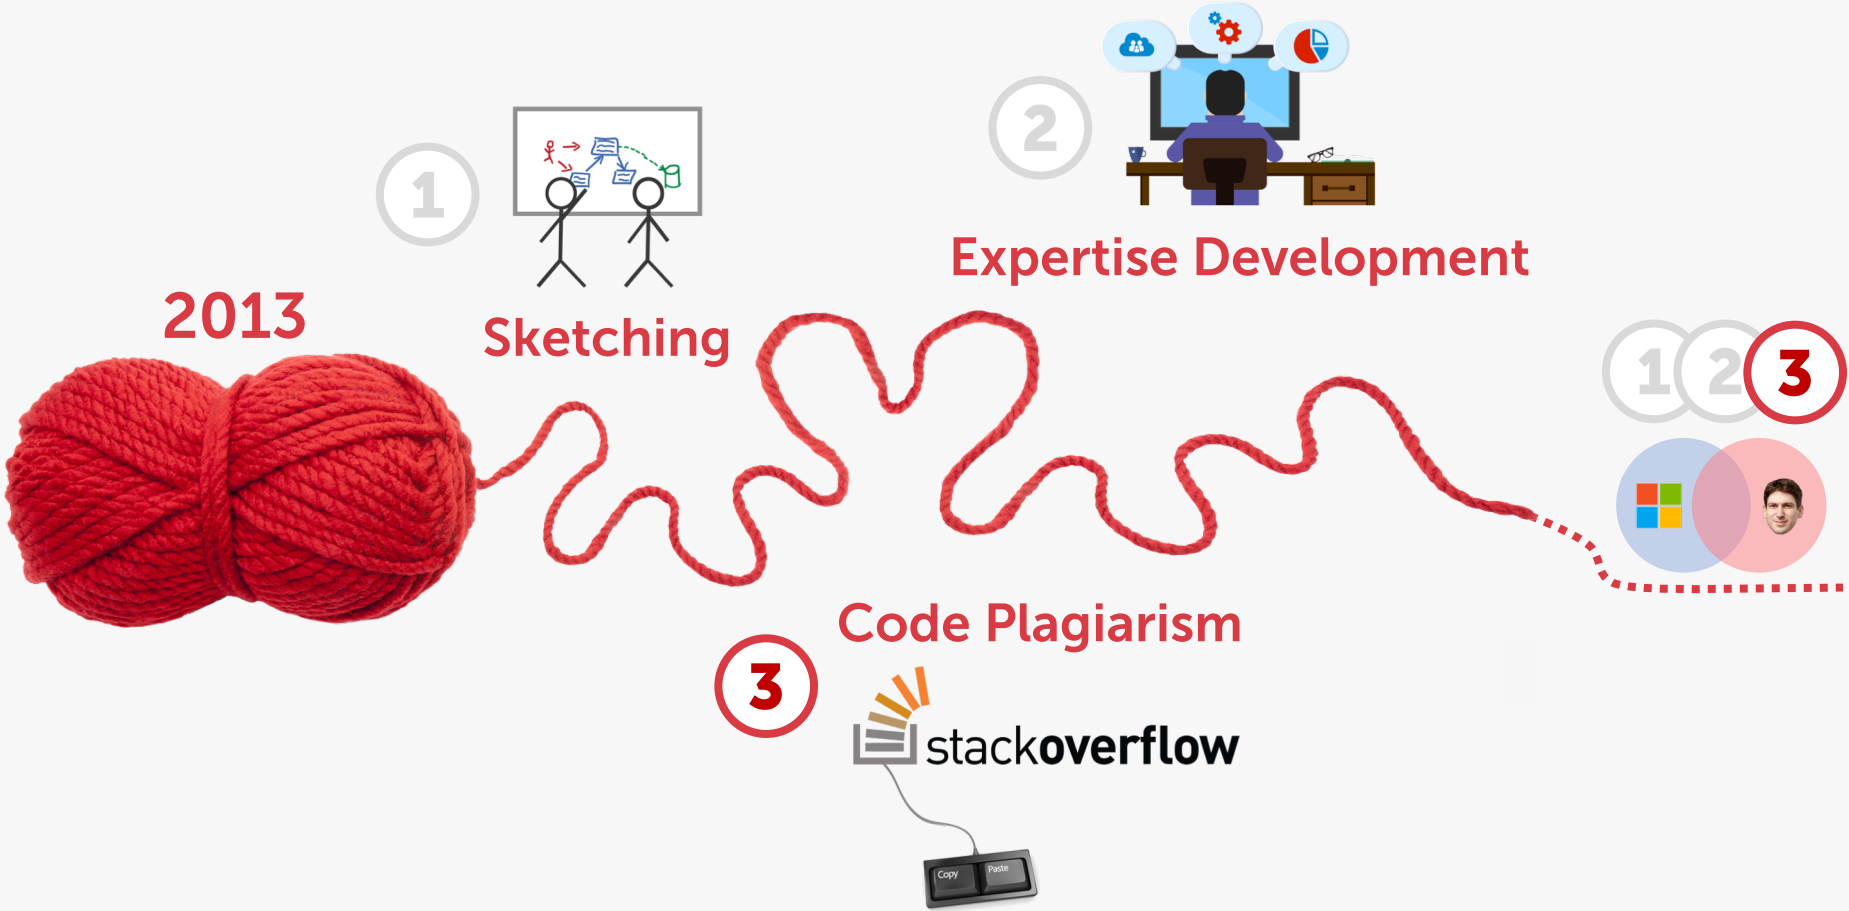 2
1
Expertise Development
2013
Sketching
1 2 3
Code Plagiarism
3
stackoverflow
Copy Paste